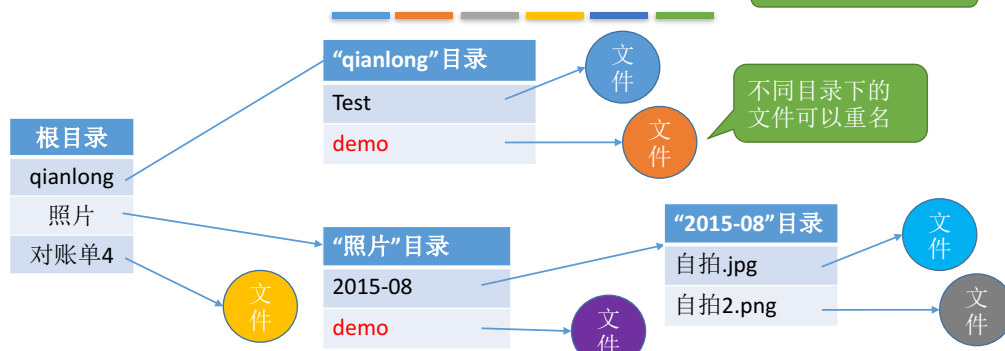 “qianlong”目录
文
件
Test
demo
文
件
不同目录下的
文件可以重名
根目录
qianlong
照片
对账单4
文
件
“照片”目录
2015-08
demo
文
件
“2015-08”目录
自拍.jpg
自拍2.png
文
件
文
件